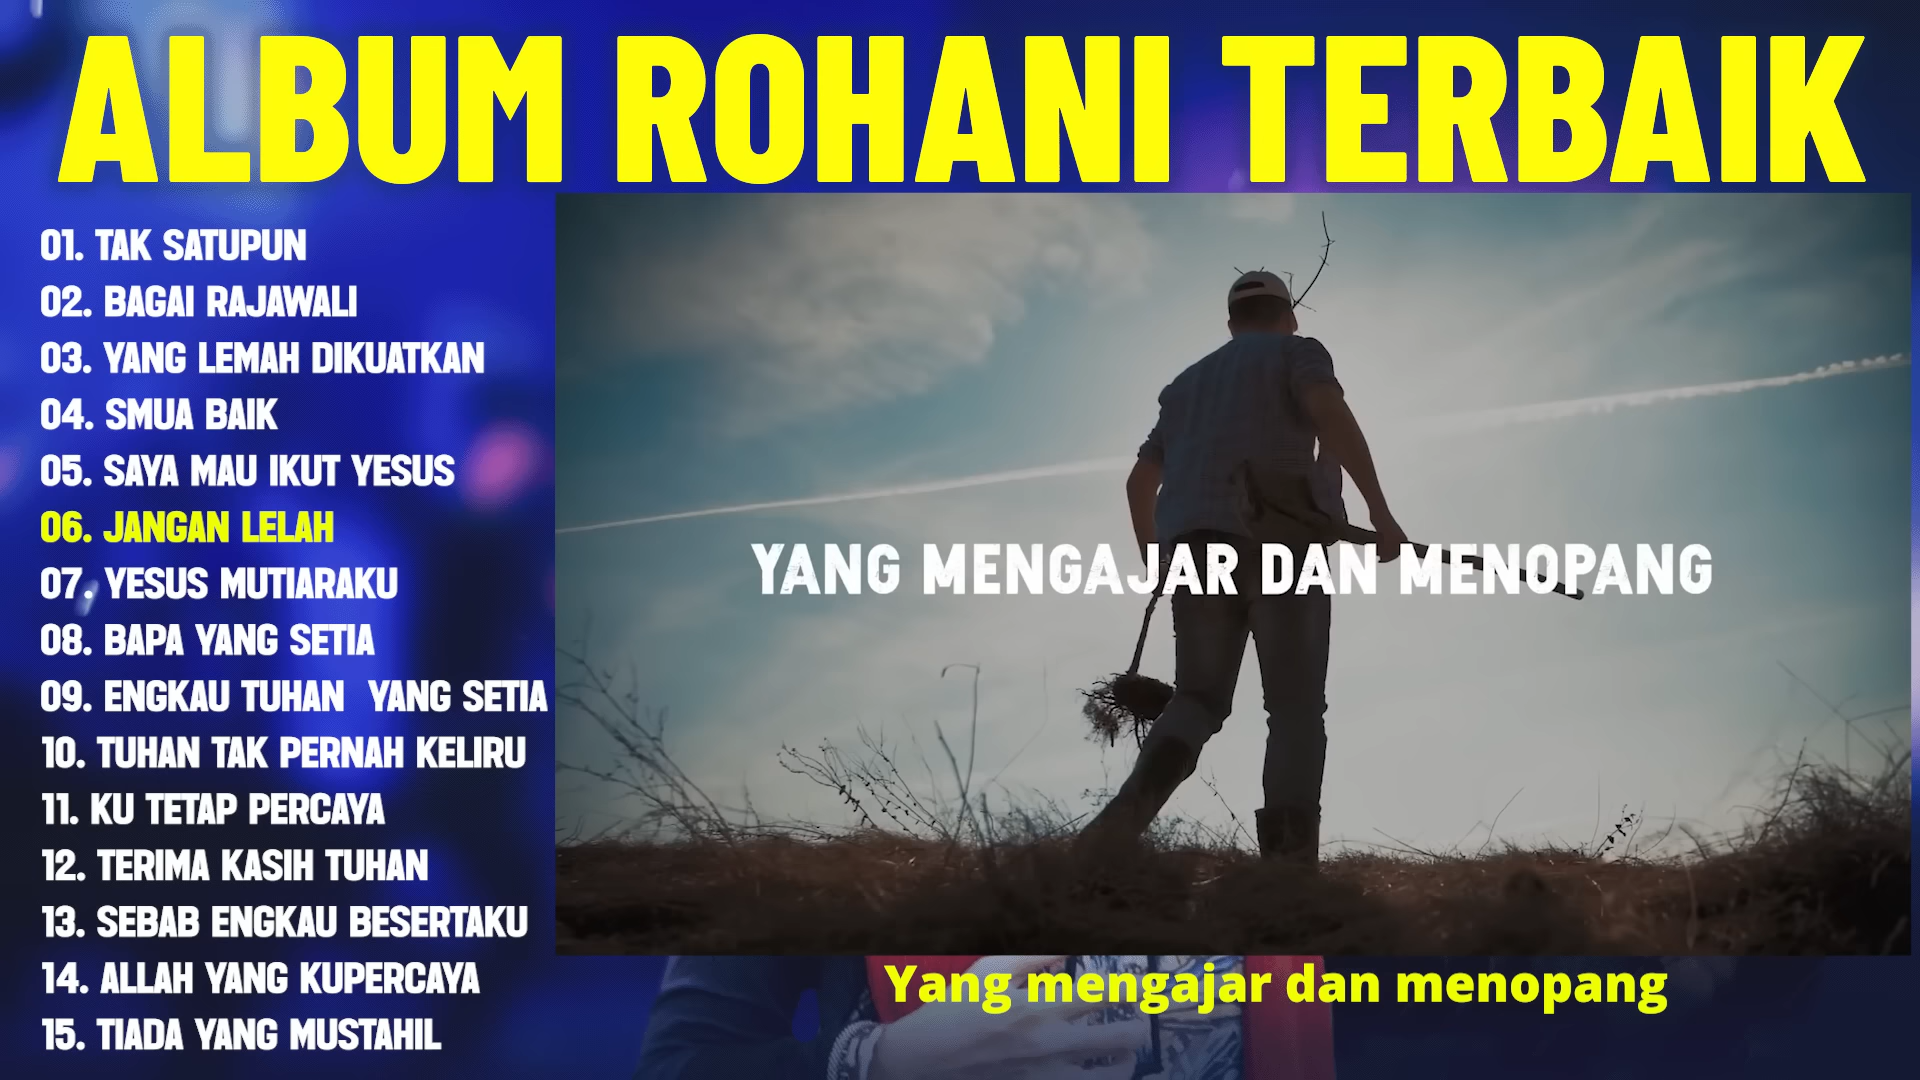 ALBUM ROHANI TERBAIK
01. TAK SATUPUN
02. BAGAI RAJAWALI
03. YANG LEMAH DIKUATKAN
04. SMUA BAIK
05. SAYA MAU IKUT YESUS
06. JANGAN LELAH
07. YESUS MUTIARAKU
08. BAPA YANG SETIA
09. ENGKAU TUHAN YANG SETIA
10. TUHAN TAK PERNAH KELIRU
11. KU TETAP PERCAYA
12. TERIMA KASIH TUHAN
13. SEBAB ENGKAU BESERTAKU
14. ALLAH YANG KUPERCAYA
15. TIADA YANG MUSTAHIL
YANG MENGAJAR DAN MENOPANG
Yang mengajar dan menopang